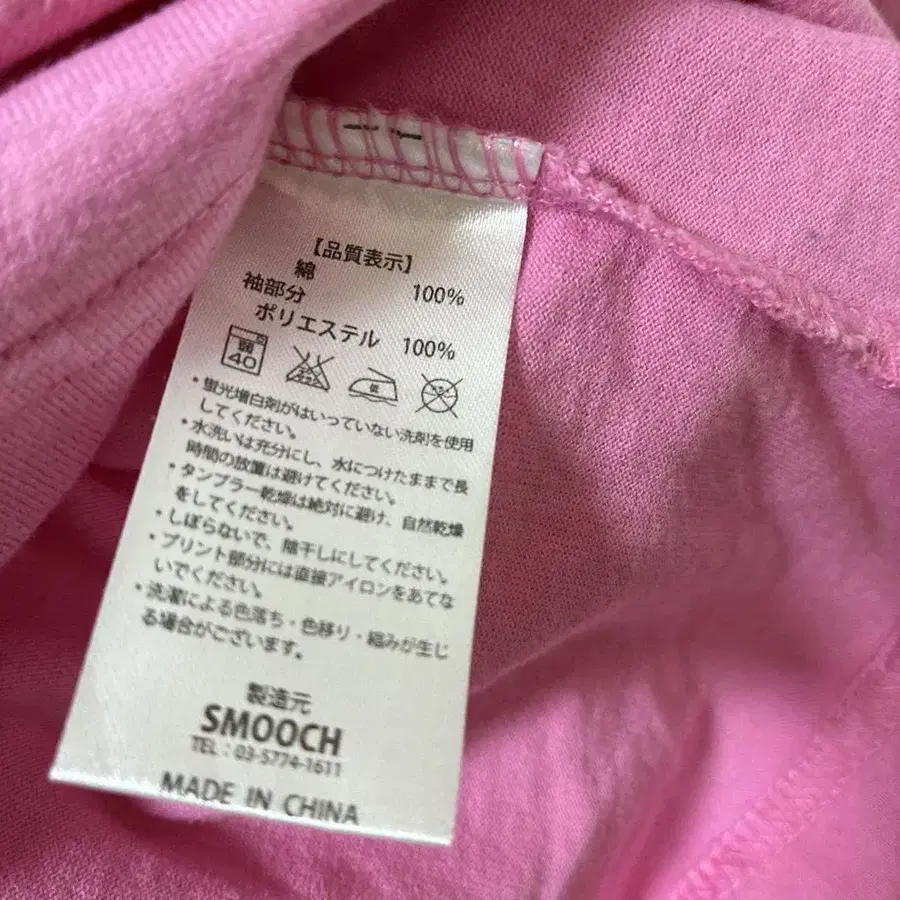 【品質表示】
綿 100%
袖部分
ポリエステル 100%
弱
40
低
・蛍光増白剤がはいっていない洗剤を使用
してください。
・水洗いは充分にし、水につけたままで長
時間の放置は避けてください。
・タンブラー乾燥は絶対に避け、自然乾燥
をしてください。
・しぼらないで、陰干しにしてください。
・プリント部分には直接アイロンをあてな
いでください。
・洗濯による色落ち・色移り・縮みが生じ
る場合がございます。
製造元
SMOOCH
TEL：03-5774-1611
MADE IN CHINA